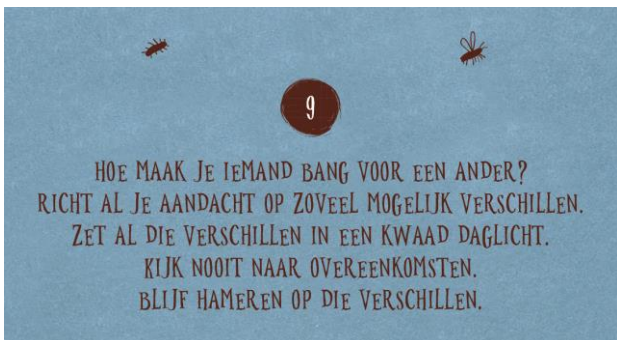 9
HOE MAAK JE IEMAND BANG VOOR EEN ANDER?
RICHT AL JE AANDACHT OP ZOVEEL MOGELIJK VERSCHILLEN.
ZET AL DIE VERSCHILLEN IN EEN KWAAD DAGLICHT.
KIJK NOOIT NAAR OVEREENKOMSTEN.
BLIJF HAMEREN OP DIE VERSCHILLEN.